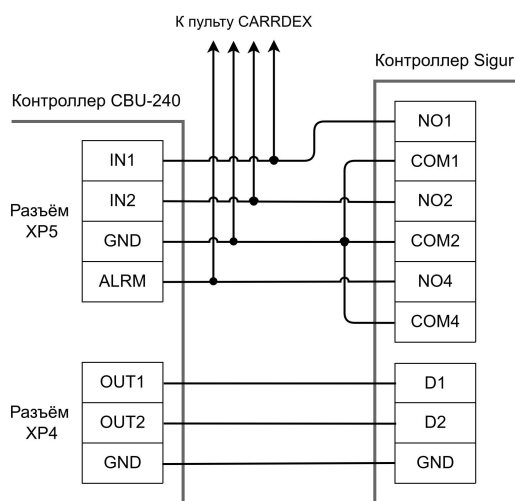 К пульту CARRDEX
Контроллер Sigur
Контроллер CBU-240
NO1
IN1
COM1
IN2
NO2
Разъём
XP5
GND
COM2
ALRM
NO4
COM4
OUT1
D1
Разъём
XP4
OUT2
D2
GND
GND